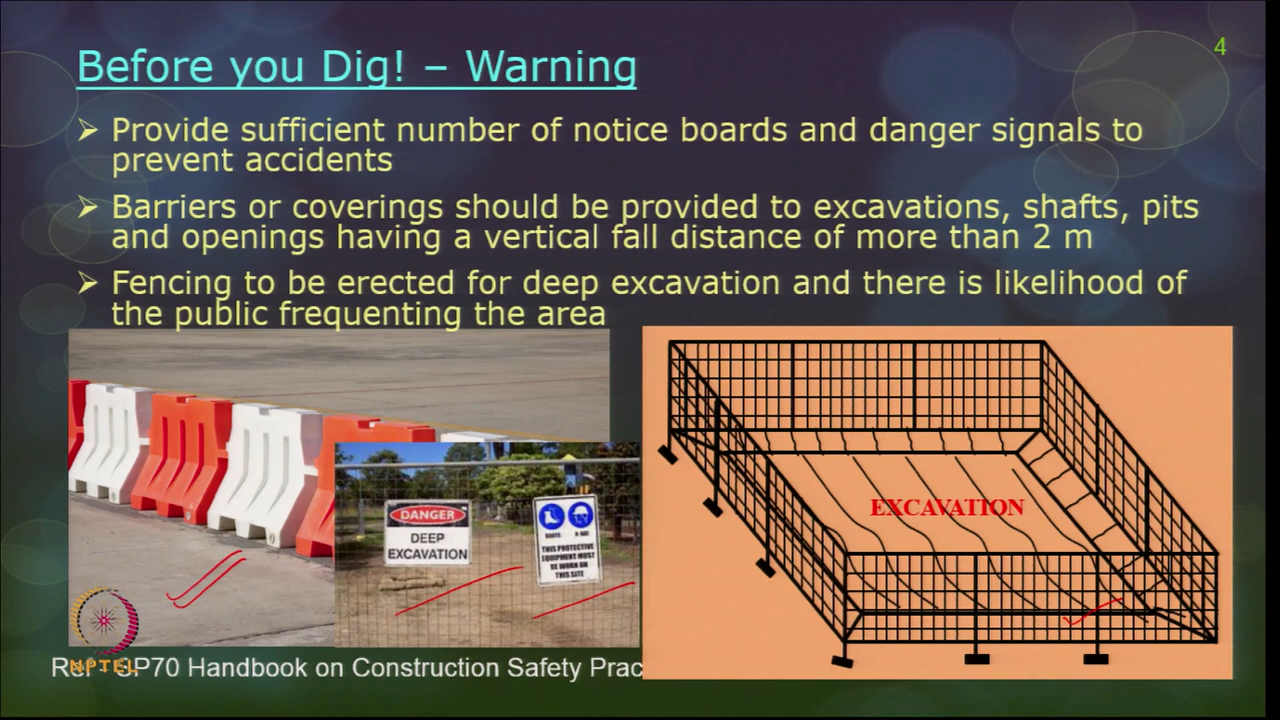 4
Before you Dig! – Warning
➢ Provide sufficient number of notice boards and danger signals to
prevent accidents
➢ Barriers or coverings should be provided to excavations, shafts, pits
and openings having a vertical fall distance of more than 2 m
➢ Fencing to be erected for deep excavation and there is likelihood of
the public frequenting the area
DANGER
DEEP
EXCAVATION
BOOTS
THIS PROTECTIVE
EQUIPMENT MUST
BE WORN ON
THIS SITE
EXCAVATION
NPTEL
SP70 Handbook on Construction Safety Prac